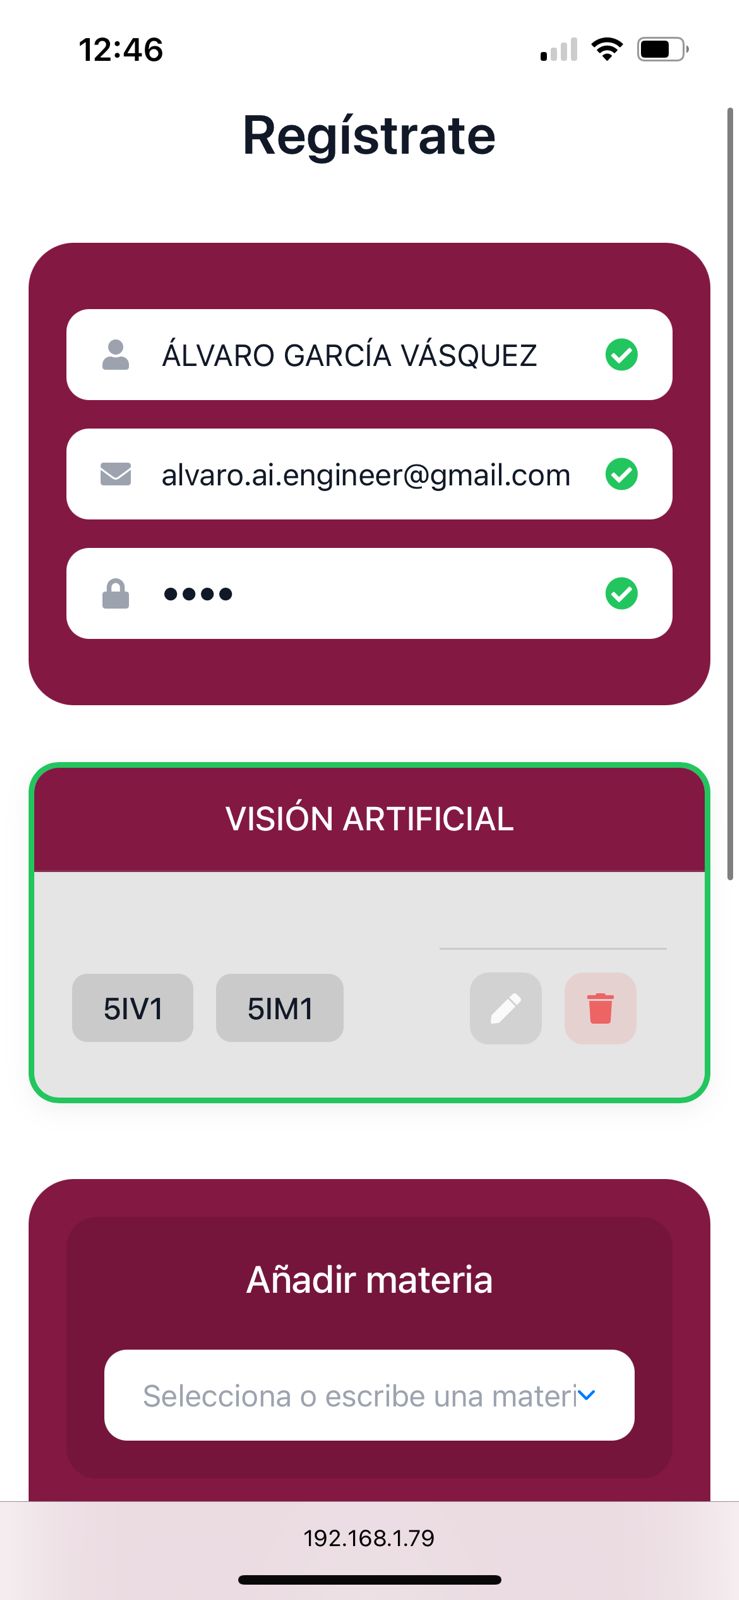 12:46
Regístrate
ÁLVARO GARCÍA VÁSQUEZ
alvaro.ai.engineer@gmail.com
••••
VISIÓN ARTIFICIAL
5IV1 5IM1
Añadir materia
Selecciona o escribe una materi
192.168.1.79